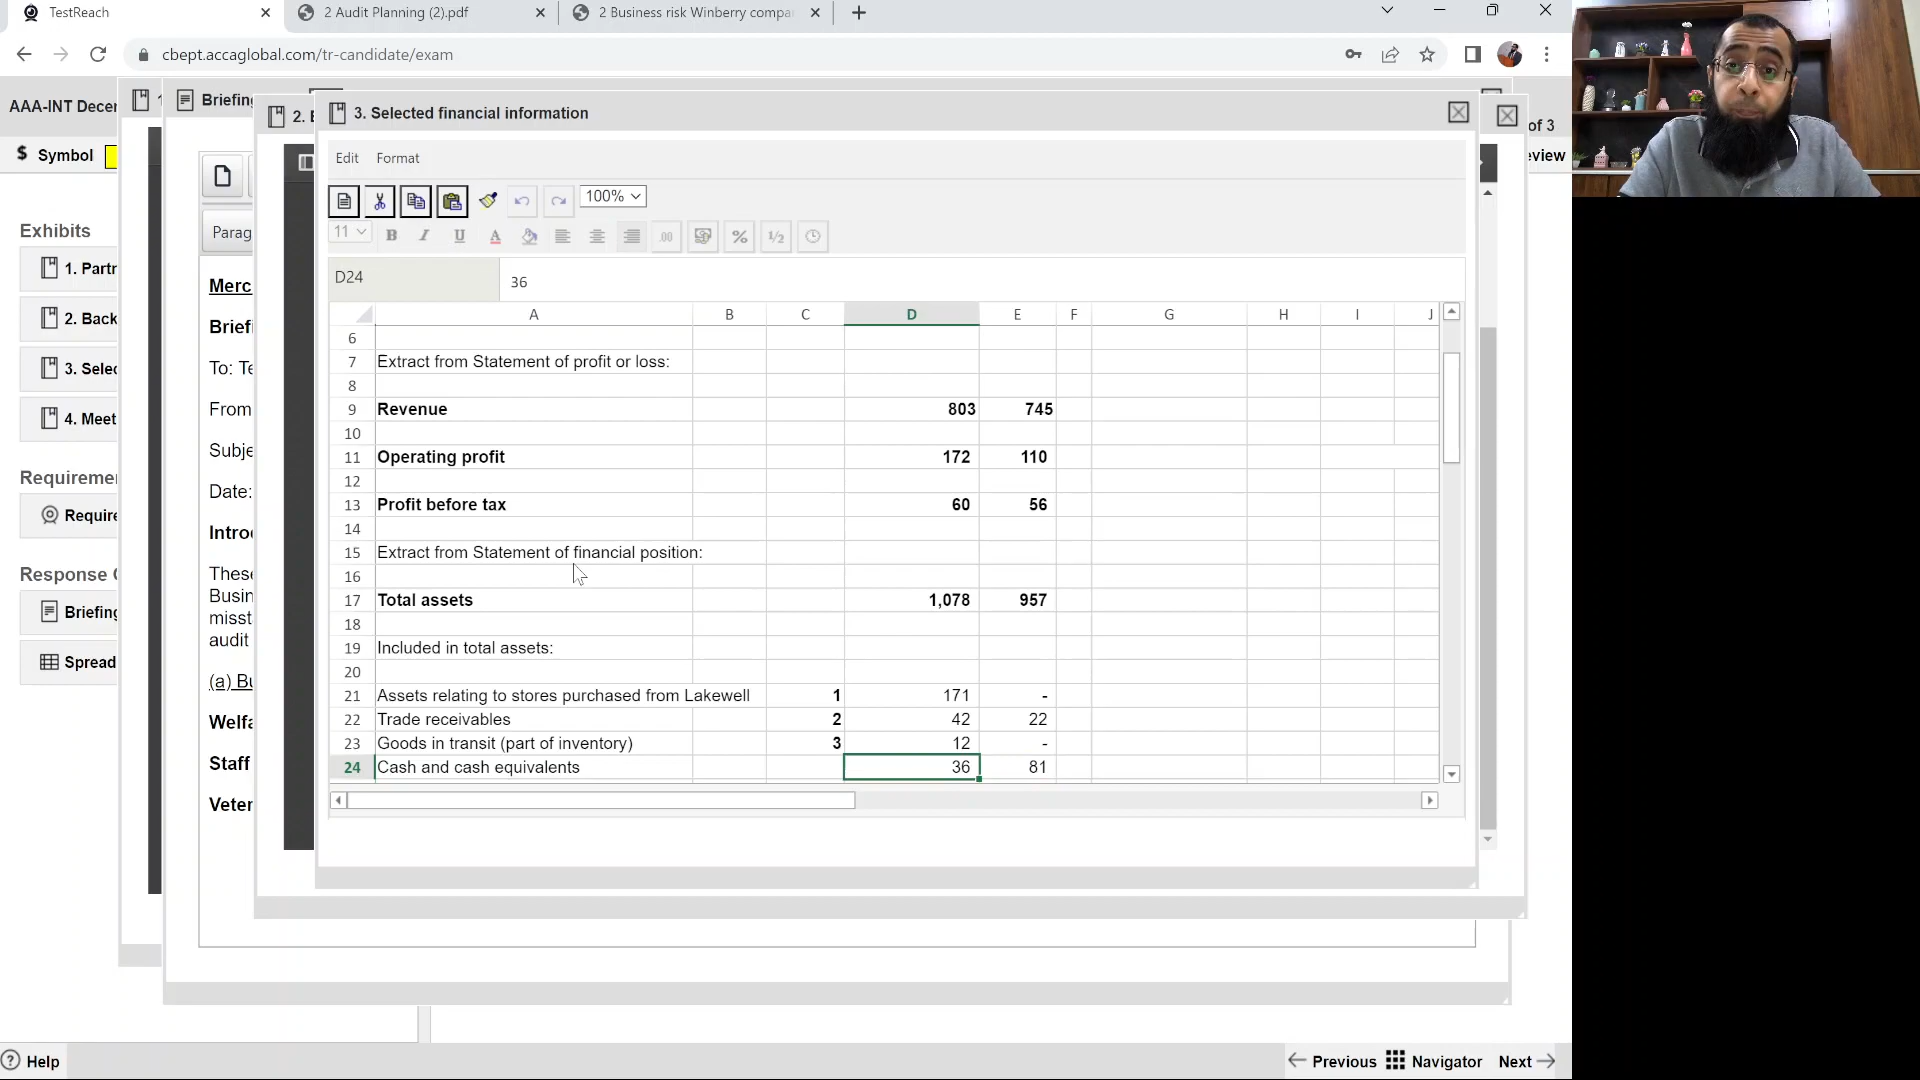 TestReach
2 Audit Planning (2).pdf
2 Business risk Winberry compa
cbept.accaglobal.com/tr-candidate/exam
AAA-INT Decer
Briefing
2. E
3. Selected financial information
of 3
$ Symbol
Edit Format
eview
100%
11 B I U A .00 % 1/2
Parag
Exhibits
1. Partr
2. Back
3. Selec
4. Meet
Requireme
Require
Response
Briefing
Spread
Merc
Briefi
To: Te
From
Subje
Date:
Introd
These
Busin
misst
audit
(a) Bu
Welfa
Staff
Veter
D24 36
A B C D E F G H I J
6
7 Extract from Statement of profit or loss:
8
9 Revenue 803 745
10
11 Operating profit 172 110
12
13 Profit before tax 60 56
14
15 Extract from Statement of financial position:
16
17 Total assets 1,078 957
18
19 Included in total assets:
20
21 Assets relating to stores purchased from Lakewell 1 171 -
22 Trade receivables 2 42 22
23 Goods in transit (part of inventory) 3 12 -
24 Cash and cash equivalents 36 81
Help
Previous Navigator Next